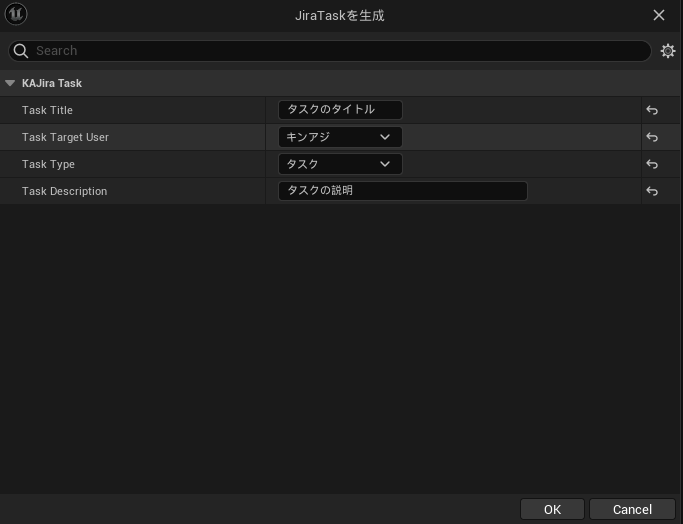 JiraTaskを生成
Search
KAJira Task
Task Title タスクのタイトル
Task Target User キンアジ
Task Type タスク
Task Description タスクの説明
OK Cancel